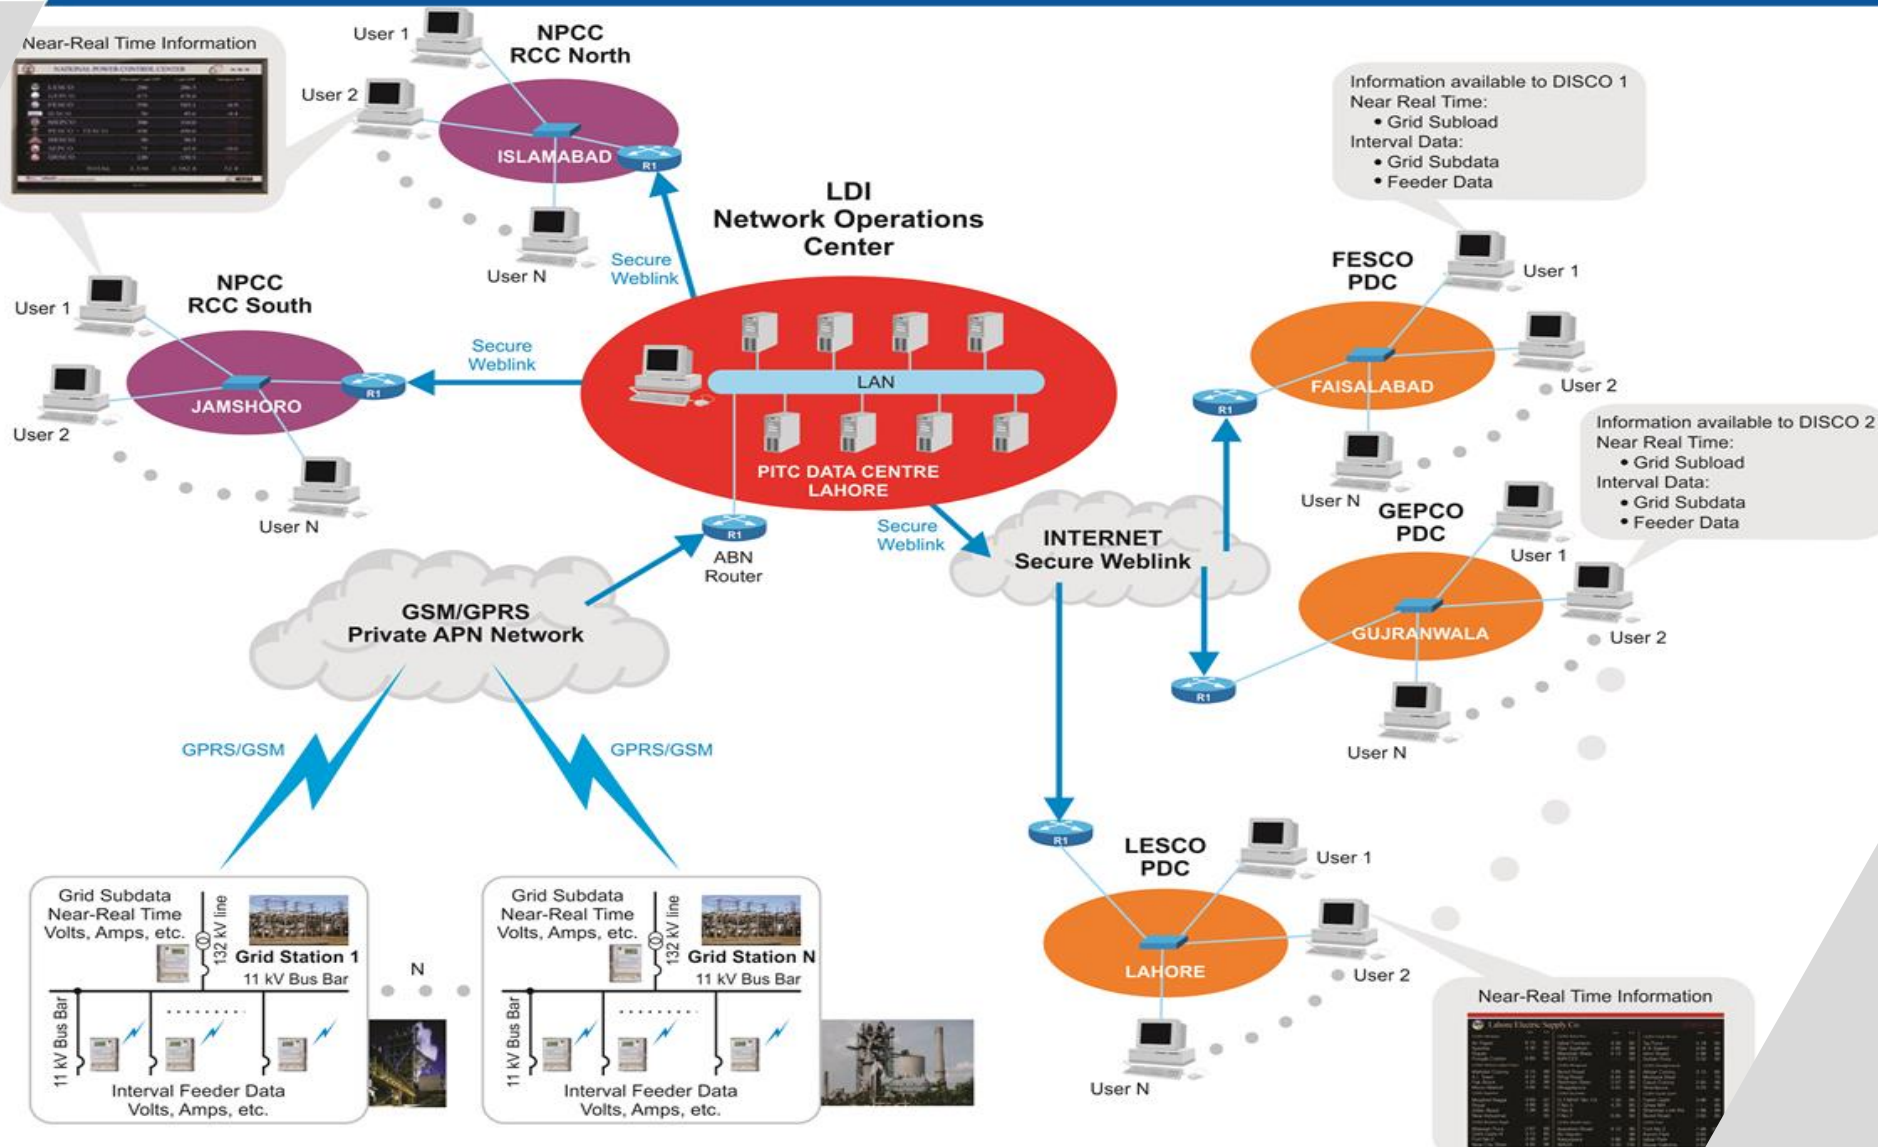 Near-Real Time Information
NATIONAL POWER CONTROL CENTER
User 1
User 2
User N
NPCC
RCC North
ISLAMABAD
R1
Secure
Weblink
NPCC
RCC South
User 1
User 2
User N
JAMSHORO
R1
Secure
Weblink
LDI
Network Operations
Center
LAN
PITC DATA CENTRE
LAHORE
R1
ABN
Router
Secure
Weblink
INTERNET
Secure Weblink
GSM/GPRS
Private APN Network
GPRS/GSM
GPRS/GSM
Information available to DISCO 1
Near Real Time:
• Grid Subload
Interval Data:
• Grid Subdata
• Feeder Data
FESCO
PDC
User 1
User 2
User N
FAISALABAD
R1
Information available to DISCO 2
Near Real Time:
• Grid Subload
Interval Data:
• Grid Subdata
• Feeder Data
GEPCO
PDC
User 1
User 2
User N
GUJRANWALA
R1
R1
LESCO
PDC
User 1
User 2
User N
LAHORE
Near-Real Time Information
Lahore Electric Supply Co
Grid Subdata
Near-Real Time
Volts, Amps, etc.
132 kV line
Grid Station 1
11 kV Bus Bar
11 kV Bus Bar
Interval Feeder Data
Volts, Amps, etc.
N
Grid Subdata
Near-Real Time
Volts, Amps, etc.
132 kV line
Grid Station N
11 kV Bus Bar
11 kV Bus Bar
Interval Feeder Data
Volts, Amps, etc.